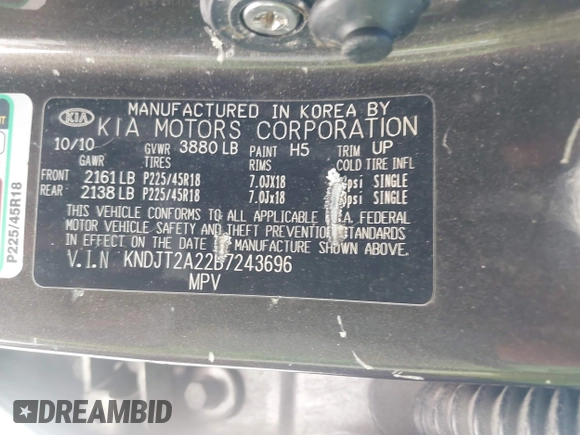 MANUFACTURED IN KOREA BY
KIA KIA MOTORS CORPORATION
10/10 GVWR 3880 LB PAINT H5 TRIM UP
GAWR TIRES RIMS COLD TIRE INFL
FRONT 2161 LB P225/45R18 7.0JX18 psi SINGLE
REAR 2138 LB P225/45R18 7.0Jx18 psi SINGLE
THIS VEHICLE CONFORMS TO ALL APPLICABLE FEDERAL
MOTOR VEHICLE SAFETY AND THEFT PREVENTION STANDARDS
IN EFFECT ON THE DATE MANUFACTURE SHOWN ABOVE.
V.I.N KNDJT2A22B7243696
MPV
P225/45R18
DREAMBID